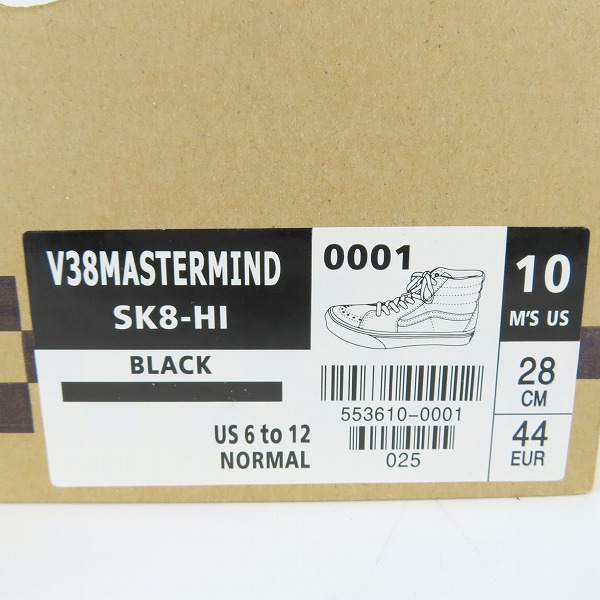 V38MASTERMIND
SK8-HI
BLACK
US 6 to 12
NORMAL
0001
553610-0001
025
10
M'S US
28
CM
44
EUR